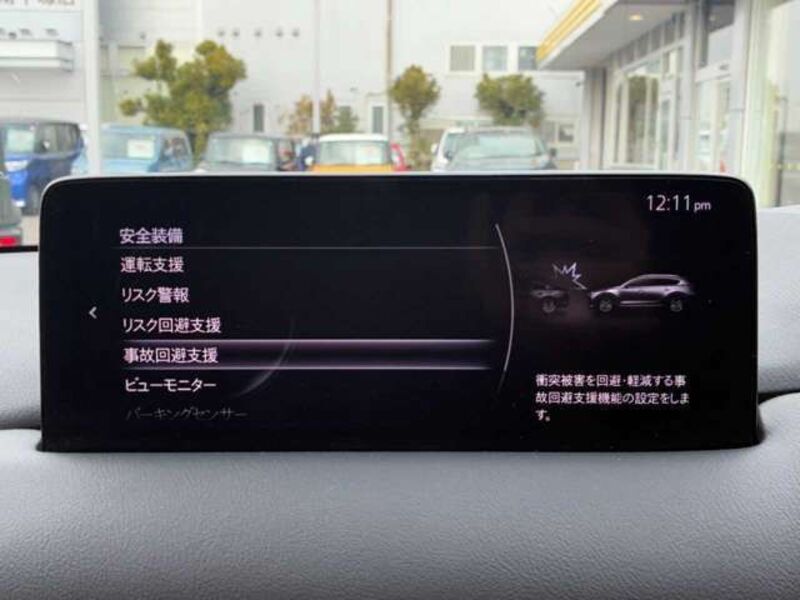 12:11pm
安全装備
運転支援
リスク警報
リスク回避支援
事故回避支援
ビューモニター
パーキングセンサー
衝突被害を回避・軽減する事
故回避支援機能の設定をしま
す。